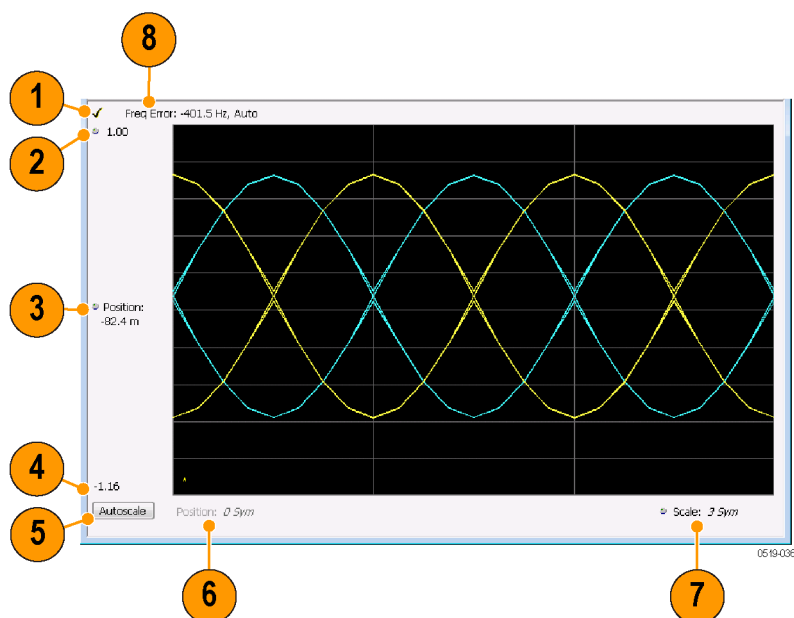 8
1
Freq Error: -401.5 Hz, Auto
2
1.00
3
Position:
-82.4 m
4
-1.16
5
Autoscale
Position: 0 Sym
Scale: 3 Sym
0519-036
6
7